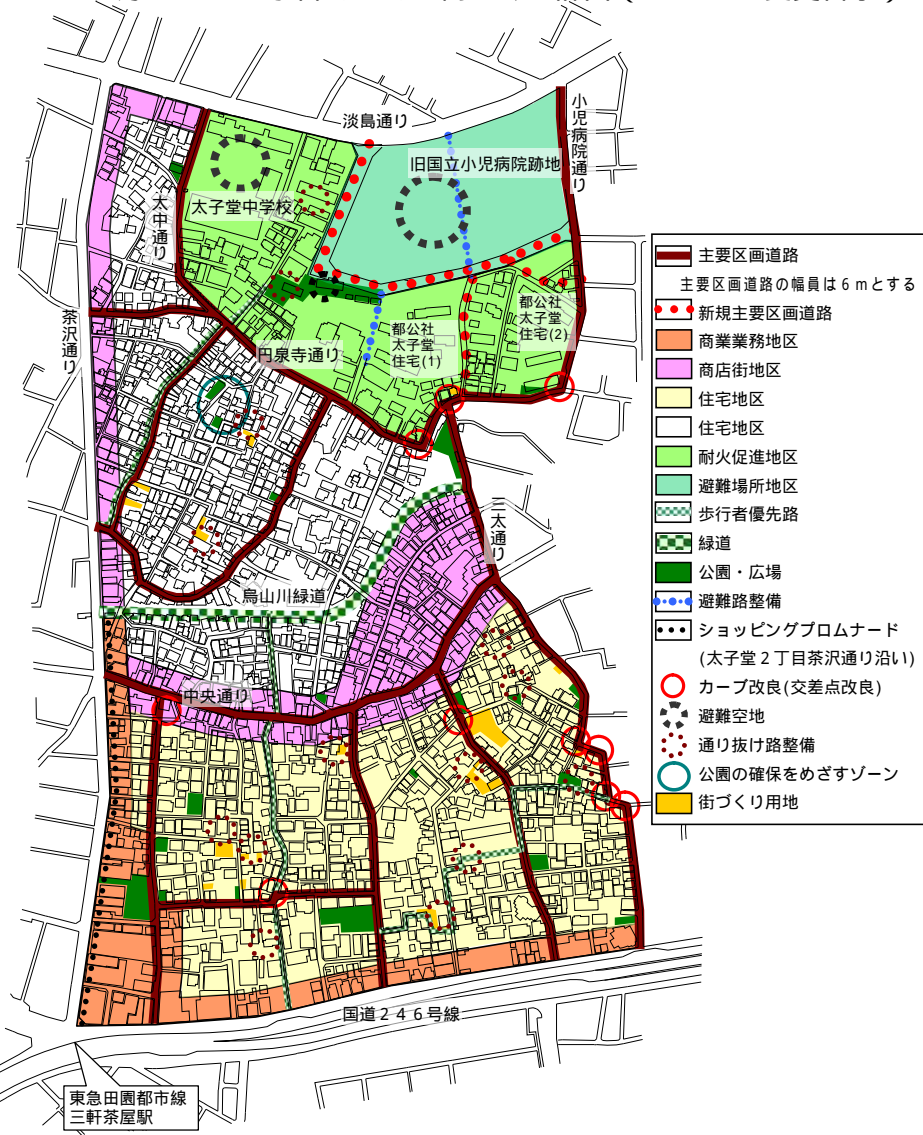 淡島通り
小児病院通り
旧国立小児病院跡地
太子堂中学校
太中通り
茶沢通り
円泉寺通り
都公社
太子堂
住宅(1)
都公社
太子堂
住宅(2)
三太通り
烏山川緑道
中央通り
国道246号線
東急田園都市線
三軒茶屋駅
主要区画道路
主要区画道路の幅員は6mとする
新規主要区画道路
商業業務地区
商店街地区
住宅地区
住宅地区
耐火促進地区
避難場所地区
歩行者優先路
緑道
公園・広場
避難路整備
ショッピングプロムナード
(太子堂2丁目茶沢通り沿い)
カーブ改良(交差点改良)
避難空地
通り抜け路整備
公園の確保をめざすゾーン
街づくり用地